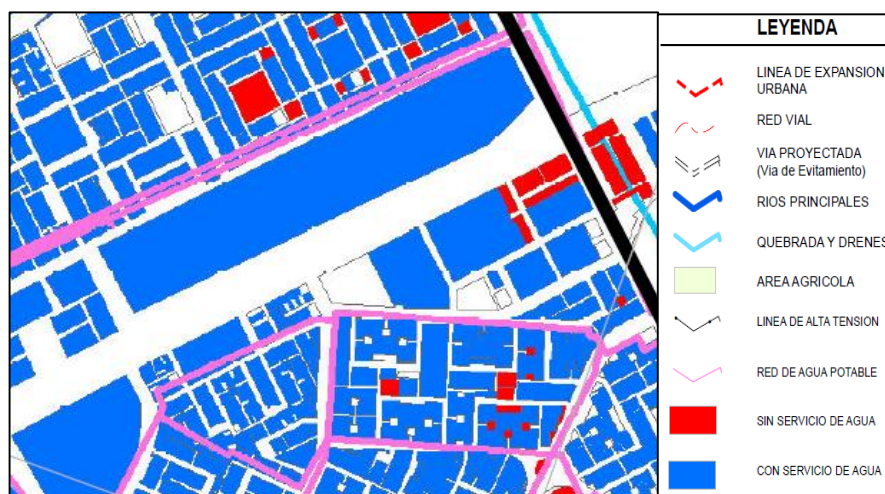 LEYENDA
LINEA DE EXPANSION
URBANA
RED VIAL
VIA PROYECTADA
(Via de Evitamiento)
RIOS PRINCIPALES
QUEBRADA Y DRENES
AREA AGRICOLA
LINEA DE ALTA TENSION
RED DE AGUA POTABLE
SIN SERVICIO DE AGUA
CON SERVICIO DE AGUA